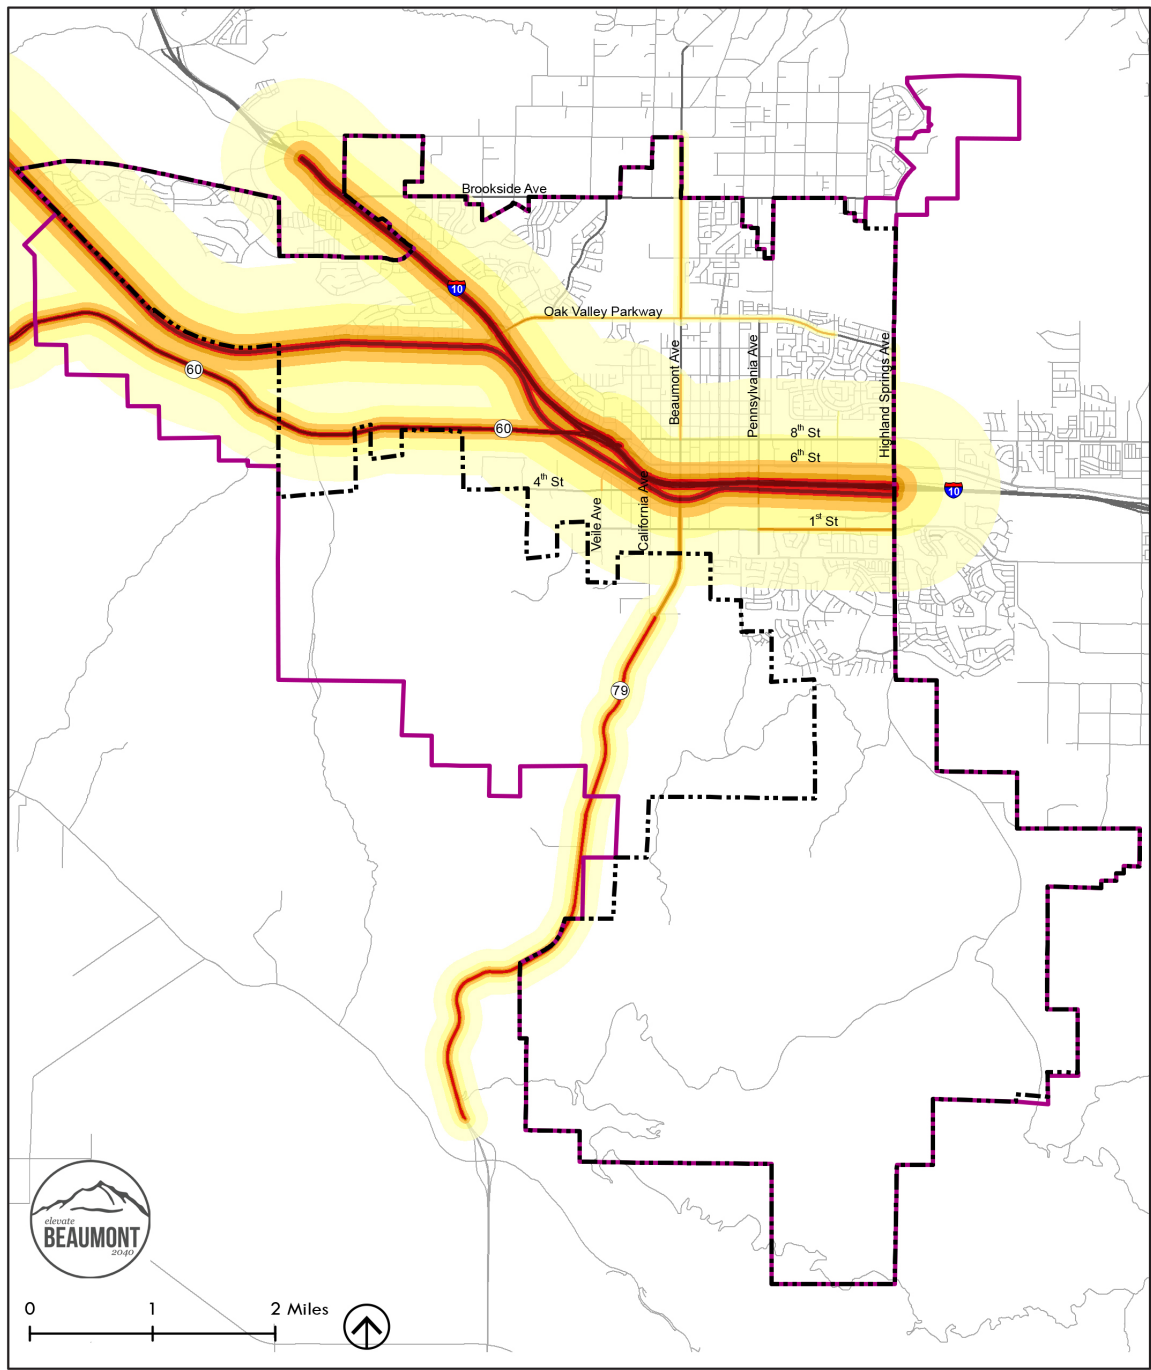 Brookside Ave
10
Oak Valley Parkway
60
Beaumont Ave
Pennsylvania Ave
Highland Springs Ave
60
8th St
6th St
4th St
10
Veile Ave
California Ave
1st St
79
elevate
BEAUMONT
2040
0 1 2 Miles